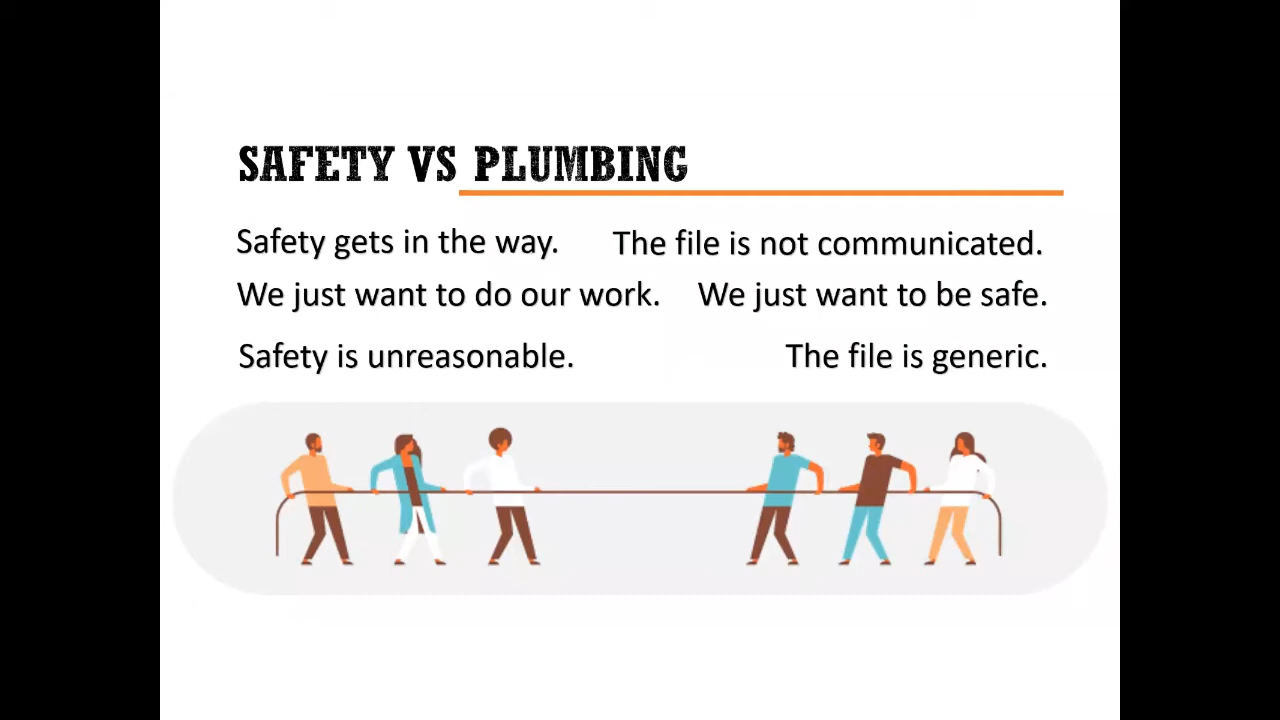 SAFETY VS PLUMBING
Safety gets in the way. The file is not communicated.
We just want to do our work. We just want to be safe.
Safety is unreasonable. The file is generic.